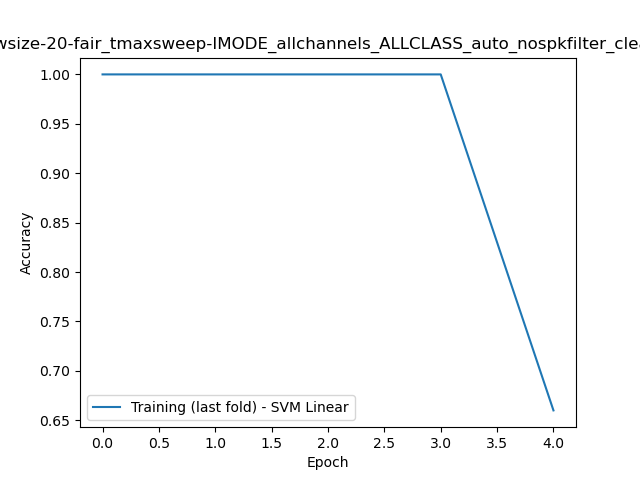 wsize-20-fair_tmaxsweep-IMODE_allchannels_ALLCLASS_auto_nospkfilter_clea
1.00
0.95
0.90
0.85
0.80
0.75
0.70
0.65
Accuracy
Training (last fold) - SVM Linear
0.0 0.5 1.0 1.5 2.0 2.5 3.0 3.5 4.0
Epoch